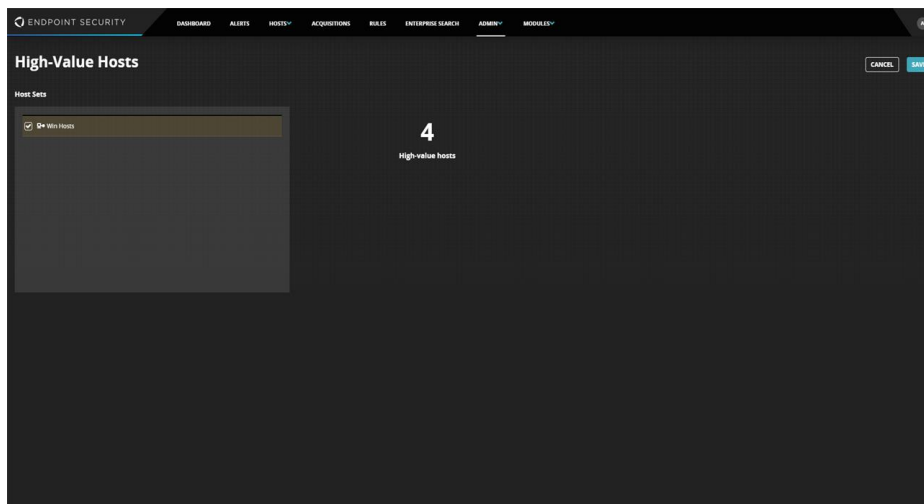 ENDPOINT SECURITY DASHBOARD ALERTS HOSTS ACQUISITIONS RULES ENTERPRISE SEARCH ADMIN MODULES
High-Value Hosts
CANCEL SAVE
Host Sets
Win Hosts
4
High-value hosts